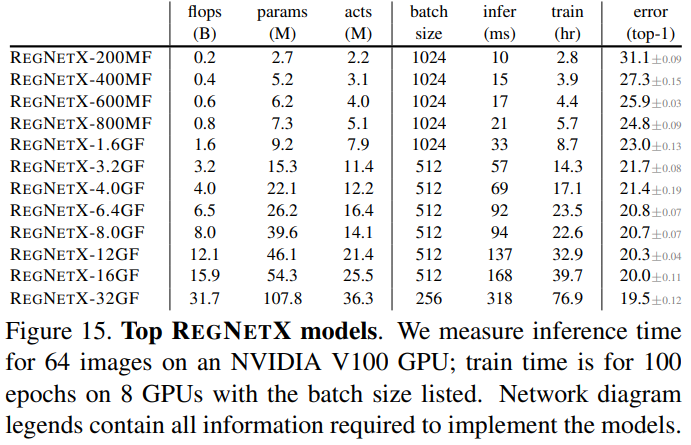 flops params acts batch infer train error
(B) (M) (M) size (ms) (hr) (top-1)
REGNETX-200MF 0.2 2.7 2.2 1024 10 2.8 31.1±0.09
REGNETX-400MF 0.4 5.2 3.1 1024 15 3.9 27.3±0.15
REGNETX-600MF 0.6 6.2 4.0 1024 17 4.4 25.9±0.03
REGNETX-800MF 0.8 7.3 5.1 1024 21 5.7 24.8±0.09
REGNETX-1.6GF 1.6 9.2 7.9 1024 33 8.7 23.0±0.13
REGNETX-3.2GF 3.2 15.3 11.4 512 57 14.3 21.7±0.08
REGNETX-4.0GF 4.0 22.1 12.2 512 69 17.1 21.4±0.19
REGNETX-6.4GF 6.5 26.2 16.4 512 92 23.5 20.8±0.07
REGNETX-8.0GF 8.0 39.6 14.1 512 94 22.6 20.7±0.07
REGNETX-12GF 12.1 46.1 21.4 512 137 32.9 20.3±0.04
REGNETX-16GF 15.9 54.3 25.5 512 168 39.7 20.0±0.11
REGNETX-32GF 31.7 107.8 36.3 256 318 76.9 19.5±0.12
Figure 15. Top REGNETX models. We measure inference time
for 64 images on an NVIDIA V100 GPU; train time is for 100
epochs on 8 GPUs with the batch size listed. Network diagram
legends contain all information required to implement the models.